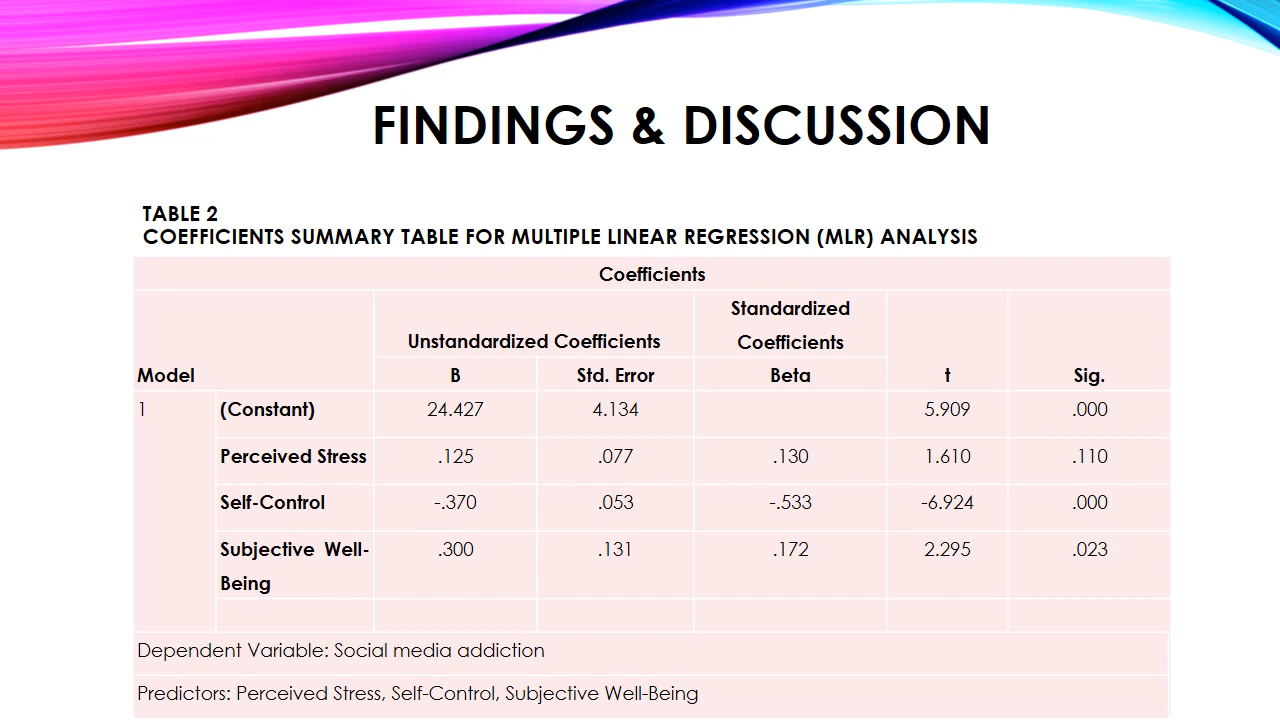 FINDINGS & DISCUSSION
TABLE 2
COEFFICIENTS SUMMARY TABLE FOR MULTIPLE LINEAR REGRESSION (MLR) ANALYSIS
Coefficients
Model Unstandardized Coefficients Standardized Coefficients t Sig.
B Std. Error Beta
1 (Constant) 24.427 4.134 5.909 .000
Perceived Stress .125 .077 .130 1.610 .110
Self-Control -.370 .053 -.533 -6.924 .000
Subjective Well-Being .300 .131 .172 2.295 .023
Dependent Variable: Social media addiction
Predictors: Perceived Stress, Self-Control, Subjective Well-Being